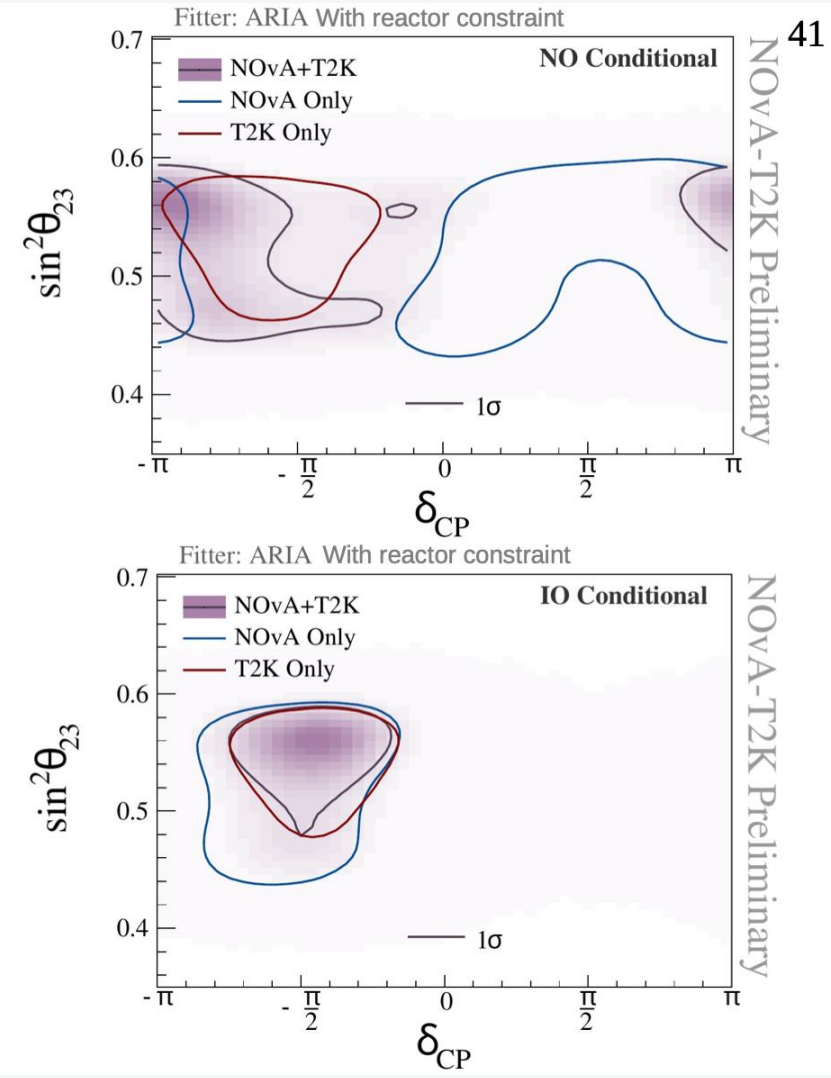 Fitter: ARIA With reactor constraint
41
0.7
NO Conditional
NOvA+T2K
NOvA Only
T2K Only
0.6
0.5
0.4
sin²θ₂₃
1σ
-π
-π/2
0
π/2
π
δCP
NOvA-T2K Preliminary
Fitter: ARIA With reactor constraint
0.7
IO Conditional
NOvA+T2K
NOvA Only
T2K Only
0.6
0.5
0.4
sin²θ₂₃
1σ
-π
-π/2
0
π/2
π
δCP
NOvA-T2K Preliminary